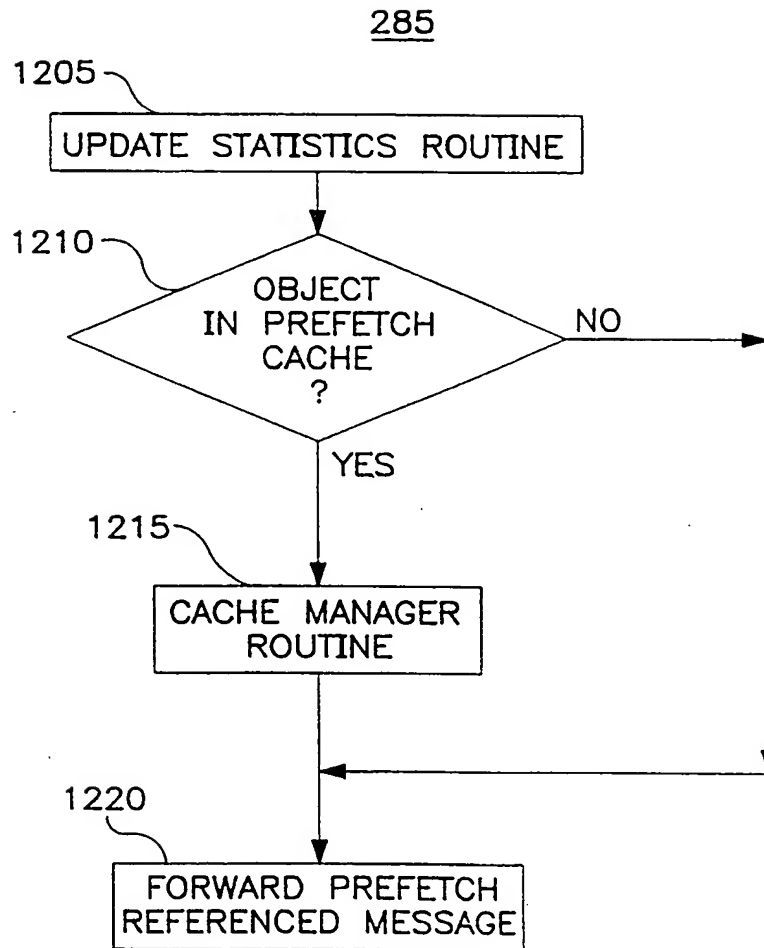 285
1205
UPDATE STATISTICS ROUTINE
1210
OBJECT
IN PREFETCH
CACHE
?
NO
YES
1215
CACHE MANAGER
ROUTINE
1220
FORWARD PREFETCH
REFERENCED MESSAGE